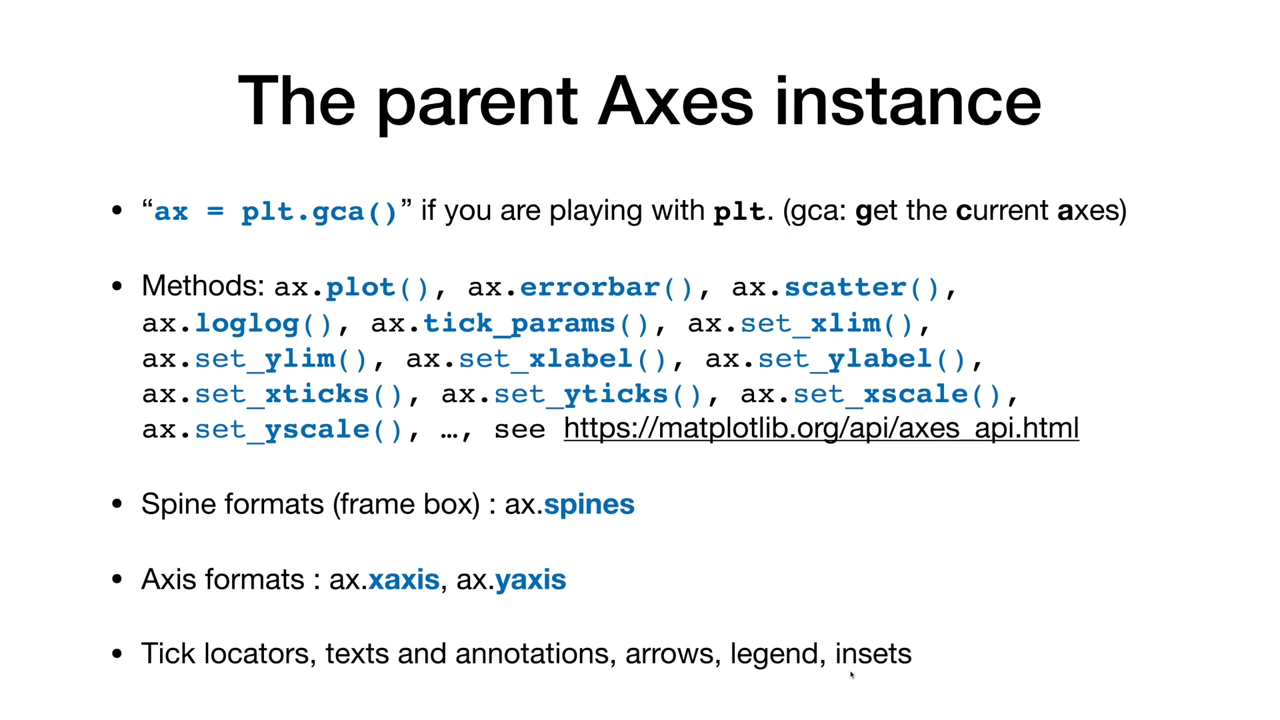 The parent Axes instance
• “ax = plt.gca()” if you are playing with plt. (gca: get the current axes)
• Methods: ax.plot(), ax.errorbar(), ax.scatter(),
ax.loglog(), ax.tick_params(), ax.set_xlim(),
ax.set_ylim(), ax.set_xlabel(), ax.set_ylabel(),
ax.set_xticks(), ax.set_yticks(), ax.set_xscale(),
ax.set_yscale(), …, see https://matplotlib.org/api/axes_api.html
• Spine formats (frame box) : ax.spines
• Axis formats : ax.xaxis, ax.yaxis
• Tick locators, texts and annotations, arrows, legend, insets